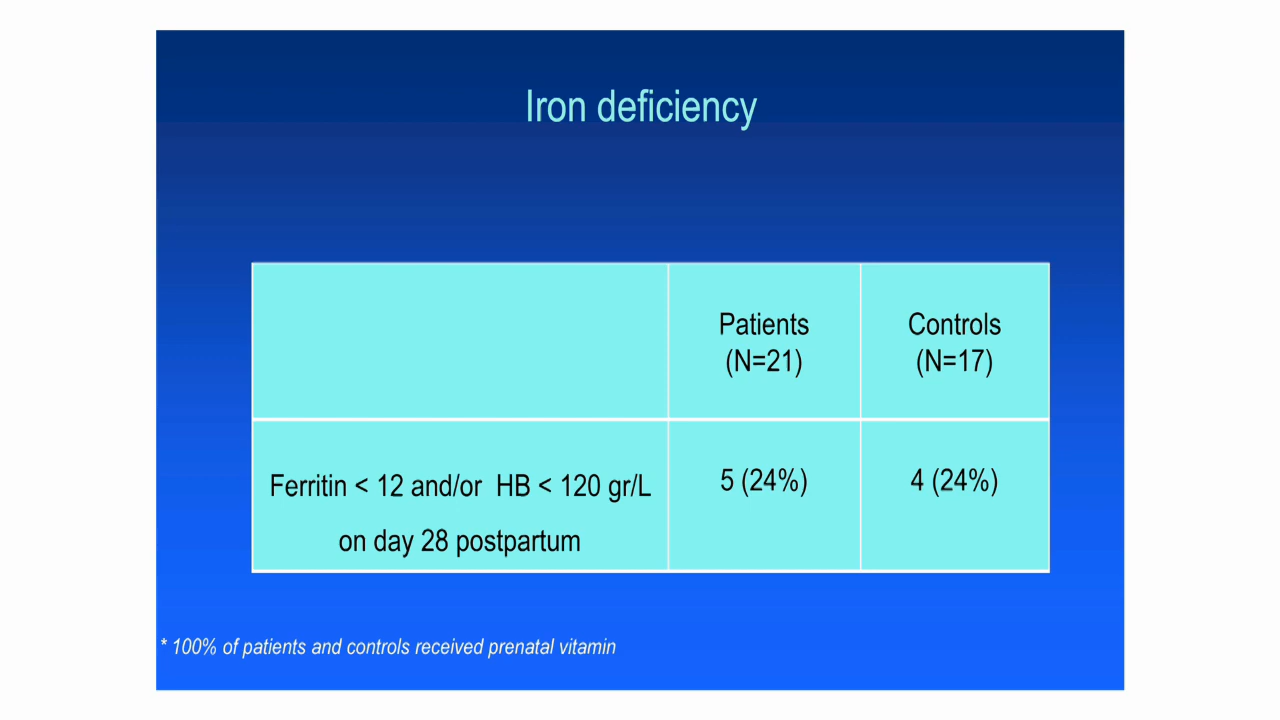 Iron deficiency
Patients
(N=21)
Controls
(N=17)
Ferritin < 12 and/or HB < 120 gr/L
on day 28 postpartum
5 (24%)
4 (24%)
* 100% of patients and controls received prenatal vitamin